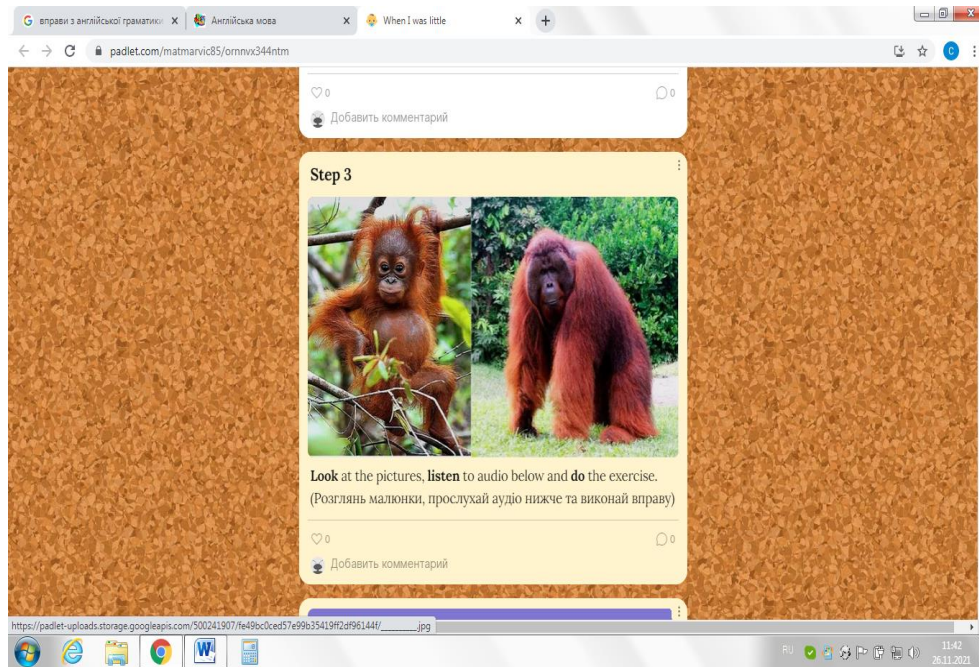 вправи з англійської граматики
Англійська мова
When I was little
padlet.com/matmarvic85/ornnvx344ntm
C
0
0
Добавить комментарий
Step 3
Look at the pictures, listen to audio below and do the exercise.
(Розглянь малюнки, прослухай аудіо нижче та виконай вправу)
0
0
Добавить комментарий
https://padlet-uploads.storage.googleapis.com/500241907/fe49bc0ced57e99b35419ff2df96144f/_________.jpg
RU
11:42
26.11.2021